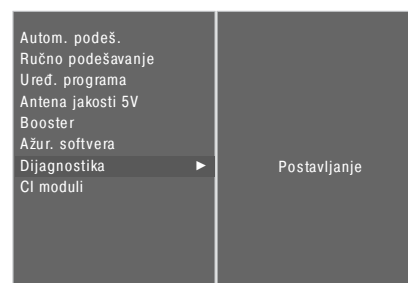 Autom. podeš.
Ručno podešavanje
Uređ. programa
Antena jakosti 5V
Booster
Ažur. softvera
Dijagnostika ►
CI moduli
Postavljanje